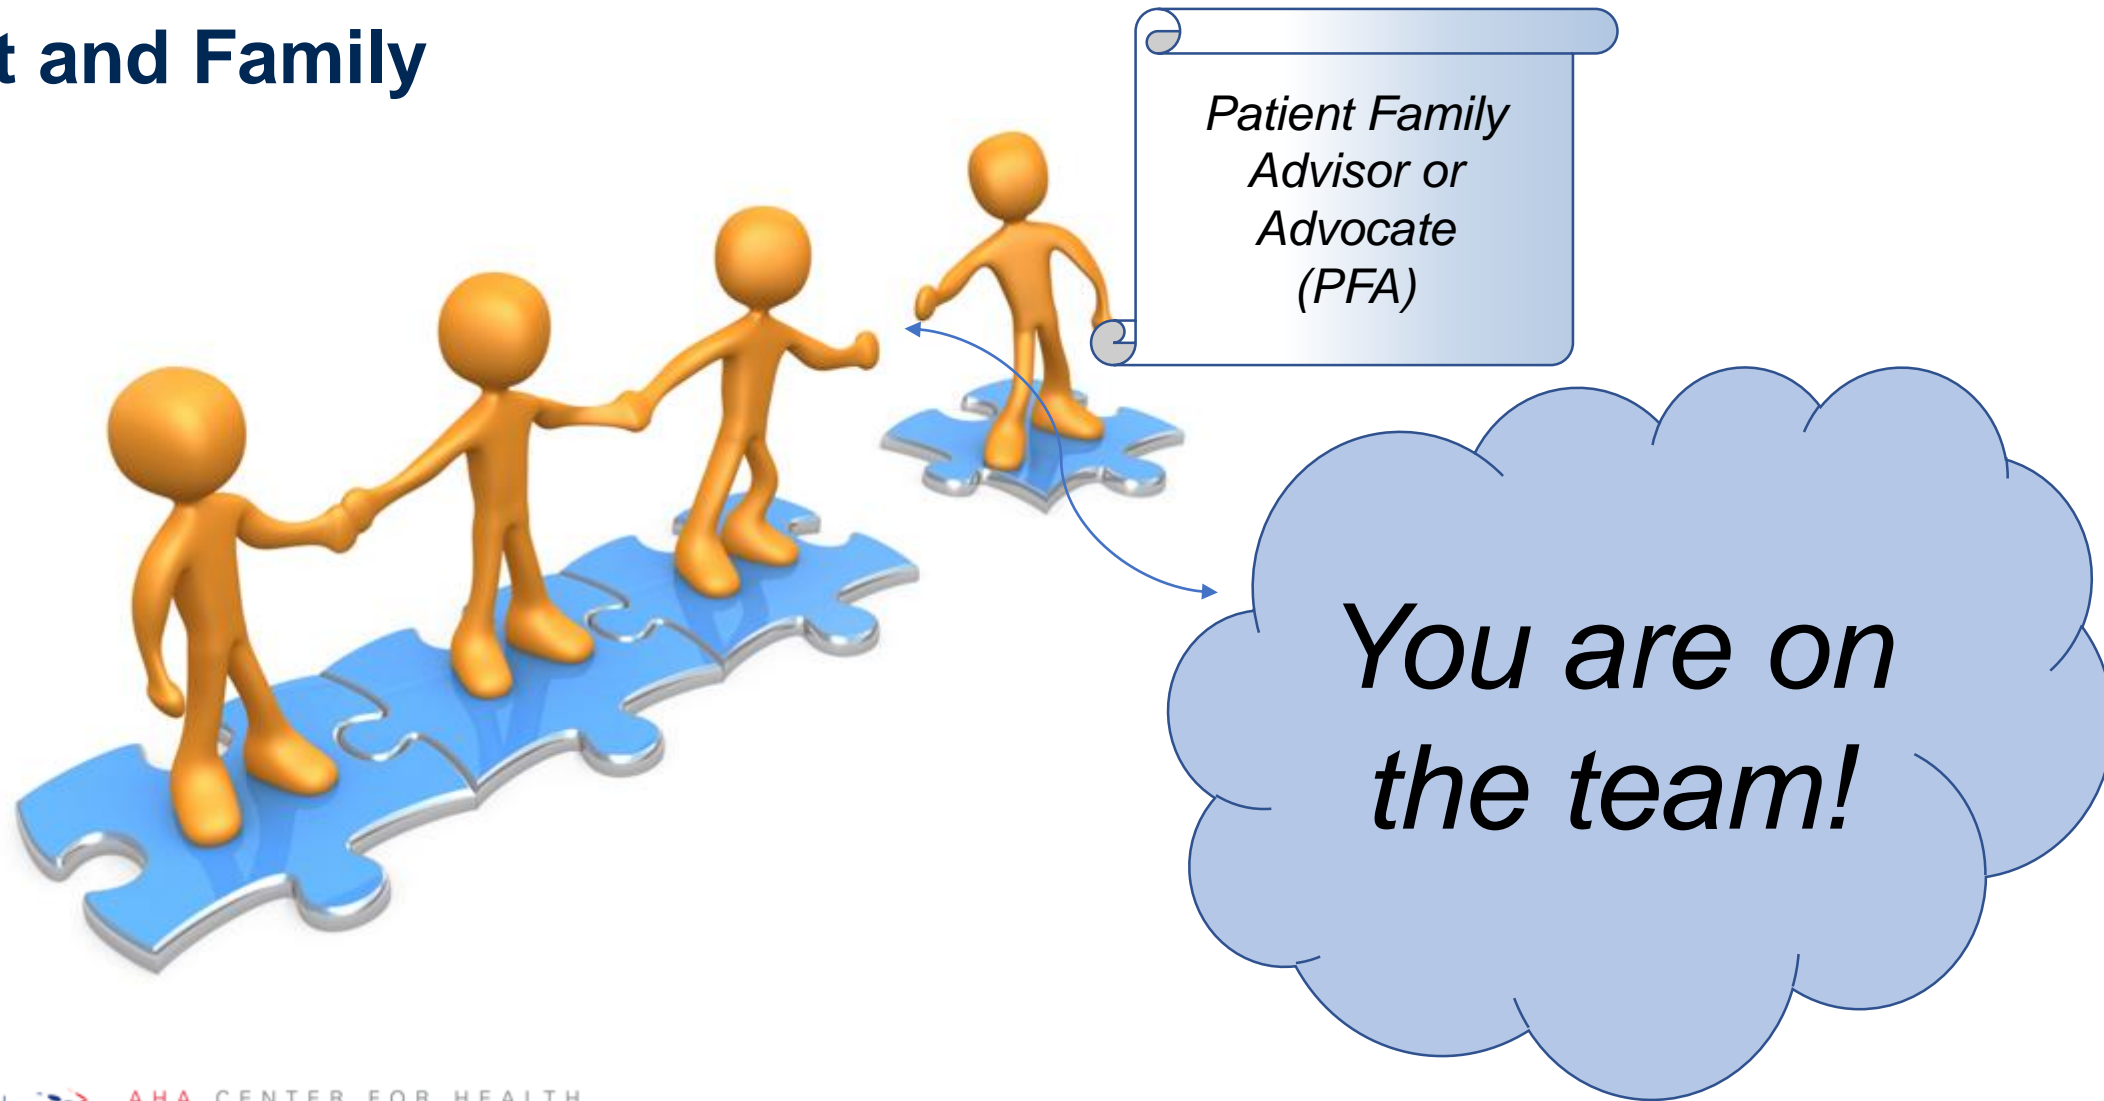 t and Family
Patient Family
Advisor or
Advocate
(PFA)
You are on
the team!
AHA CENTER FOR HEALTH